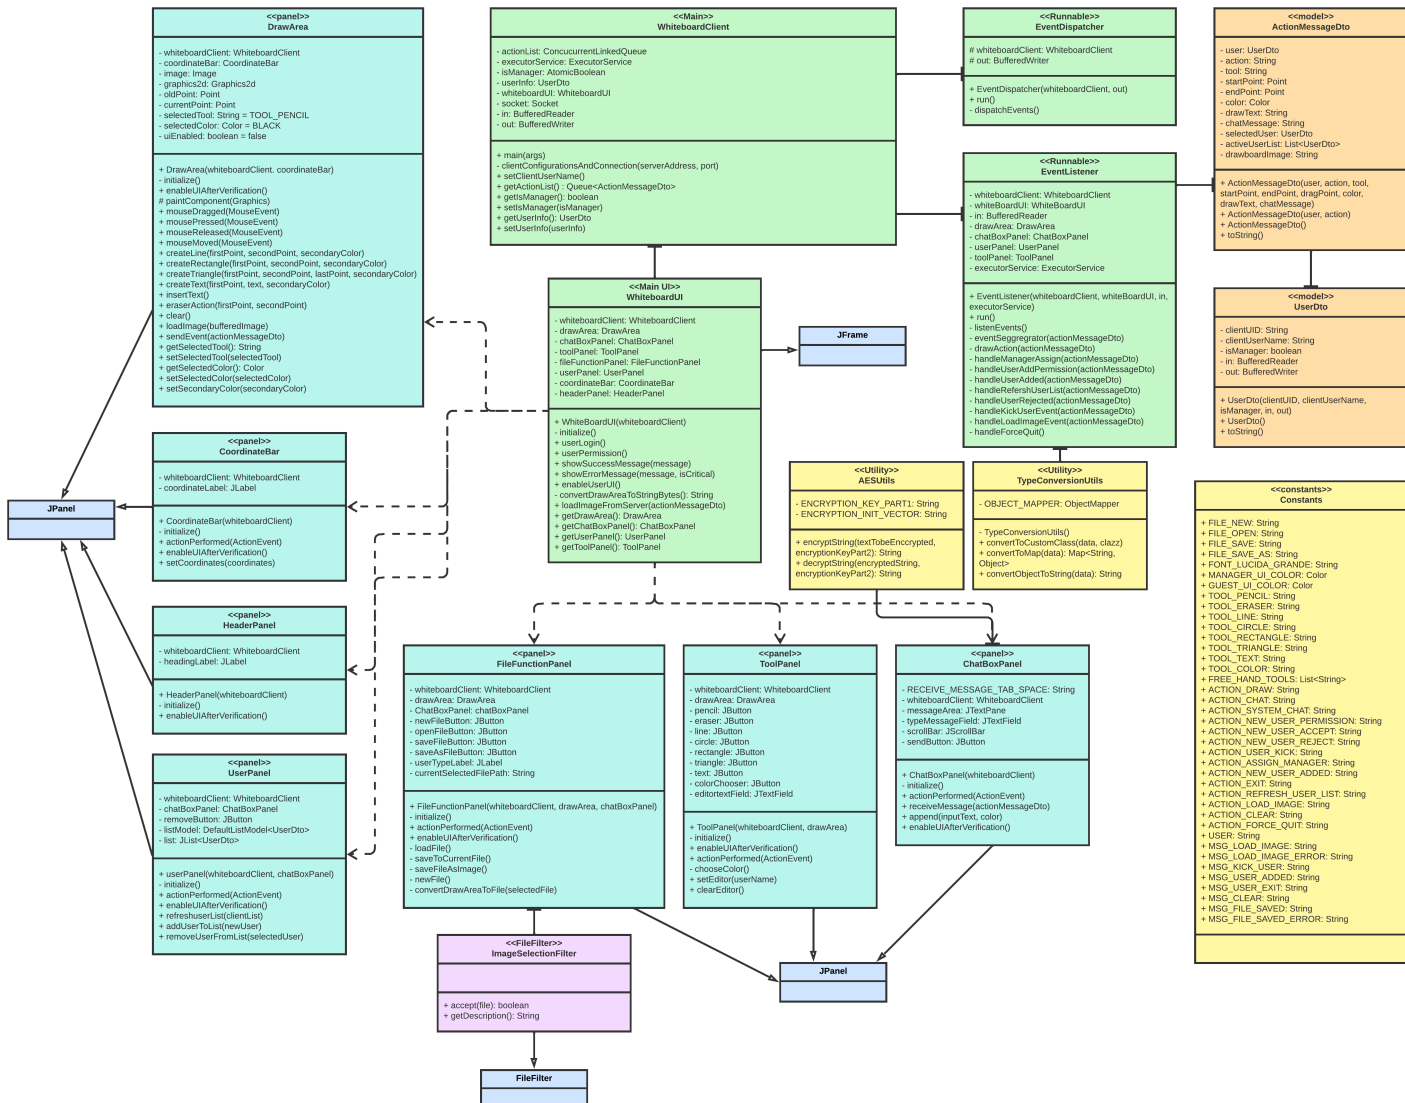 <<panel>>
DrawArea
- whiteboardClient: WhiteboardClient
- coordinateBar: CoordinateBar
- image: Image
- graphics2d: Graphics2d
- oldPoint: Point
- currentPoint: Point
- selectedTool: String = TOOL_PENCIL
- selectedColor: Color = BLACK
- uiEnabled: boolean = false
+ DrawArea(whiteboardClient. coordinateBar)
- initialize()
+ enableUIAfterVerification()
# paintComponent(Graphics)
+ mouseDragged(MouseEvent)
+ mousePressed(MouseEvent)
+ mouseReleased(MouseEvent)
+ mouseMoved(MouseEvent)
+ createLine(firstPoint, secondPoint, secondaryColor)
+ createRectangle(firstPoint, secondPoint, secondaryColor)
+ createTriangle(firstPoint, secondPoint, lastPoint, secondaryColor)
+ createText(firstPoint, text, secondaryColor)
+ insertText()
+ eraserAction(firstPoint, secondPoint)
+ clear()
+ loadImage(bufferedImage)
+ sendEvent(actionMessageDto)
+ getSelectedTool(): String
+ setSelectedTool(selectedTool)
+ getSelectedColor(): Color
+ setSelectedColor(selectedColor)
+ setSecondaryColor(secondaryColor)
<<Main>>
WhiteboardClient
- actionList: ConcucurrentLinkedQueue
- executorService: ExecutorService
- isManager: AtomicBoolean
- userInfo: UserDto
- whiteboardUI: WhiteboardUI
- socket: Socket
- in: BufferedReader
- out: BufferedWriter
+ main(args)
- clientConfigurationsAndConnection(serverAddress, port)
+ setClientUserName()
+ getActionList() : Queue<ActionMessageDto>
+ getIsManager(): boolean
+ setIsManager(isManager)
+ getUserInfo(): UserDto
+ setUserInfo(userInfo)
<<Runnable>>
EventDispatcher
# whiteboardClient: WhiteboardClient
# out: BufferedWriter
+ EventDispatcher(whiteboardClient, out)
+ run()
- dispatchEvents()
<<model>>
ActionMessageDto
- user: UserDto
- action: String
- tool: String
- startPoint: Point
- endPoint: Point
- color: Color
- drawText: String
- chatMessage: String
- selectedUser: UserDto
- activeUserList: List<UserDto>
- drawboardImage: String
+ ActionMessageDto(user, action, tool,
startPoint, endPoint, dragPoint, color,
drawText, chatMessage)
+ ActionMessageDto(user, action)
+ ActionMessageDto()
+ toString()
<<Runnable>>
EventListener
- whiteboardClient: WhiteboardClient
- whiteBoardUI: WhiteBoardUI
- in: BufferedReader
- drawArea: DrawArea
- chatBoxPanel: ChatBoxPanel
- userPanel: UserPanel
- toolPanel: ToolPanel
- executorService: ExecutorService
+ EventListener(whiteboardClient, whiteBoardUI, in,
executorService)
+ run()
- listenEvents()
- eventSeggregrator(actionMessageDto)
- drawAction(actionMessageDto)
- handleManagerAssign(actionMessageDto)
- handleUserAddPermission(actionMessageDto)
- handleUserAdded(actionMessageDto)
- handleRefershUserList(actionMessageDto)
- handleUserRejected(actionMessageDto)
- handleKickUserEvent(actionMessageDto)
- handleLoadImageEvent(actionMessageDto)
- handleForceQuit()
<<model>>
UserDto
- clientUID: String
- clientUserName: String
- isManager: boolean
- in: BufferedReader
- out: BufferedWriter
+ UserDto(clientUID, clientUserName,
isManager, in, out)
+ UserDto()
+ toString()
<<Main UI>>
WhiteboardUI
- whiteboardClient: WhiteboardClient
- drawArea: DrawArea
- chatBoxPanel: ChatBoxPanel
- toolPanel: ToolPanel
- fileFunctionPanel: FileFunctionPanel
- userPanel: UserPanel
- coordinateBar: CoordinateBar
- headerPanel: HeaderPanel
+ WhiteBoardUI(whiteboardClient)
- initialize()
+ userLogin()
+ userPermission()
+ showSuccessMessage(message)
+ showErrorMessage(message, isCritical)
+ enableUserUI()
- convertDrawAreaToStringBytes(): String
+ loadImageFromServer(actionMessageDto)
+ getDrawArea(): DrawArea
+ getChatBoxPanel(): ChatBoxPanel
+ getUserPanel(): UserPanel
+ getToolPanel(): ToolPanel
JFrame
<<panel>>
CoordinateBar
- whiteboardClient: WhiteboardClient
- coordinateLabel: JLabel
+ CoordinateBar(whiteboardClient)
- initialize()
+ actionPerformed(ActionEvent)
+ enableUIAfterVerification()
+ setCoordinates(coordinates)
JPanel
<<Utility>>
AESUtils
- ENCRYPTION_KEY_PART1: String
- ENCRYPTION_INIT_VECTOR: String
+ encryptString(textTobeEnccrypted,
encryptionKeyPart2): String
+ decryptString(encryptedString,
encryptionKeyPart2): String
<<Utility>>
TypeConversionUtils
- OBJECT_MAPPER: ObjectMapper
- TypeConversionUtils()
+ convertToCustomClass(data, clazz)
+ convertToMap(data): Map<String,
Object>
+ convertObjectToString(data): String
<<constants>>
Constants
+ FILE_NEW: String
+ FILE_OPEN: String
+ FILE_SAVE: String
+ FILE_SAVE_AS: String
+ FONT_LUCIDA_GRANDE: String
+ MANAGER_UI_COLOR: Color
+ GUEST_UI_COLOR: Color
+ TOOL_PENCIL: String
+ TOOL_ERASER: String
+ TOOL_LINE: String
+ TOOL_CIRCLE: String
+ TOOL_RECTANGLE: String
+ TOOL_TRIANGLE: String
+ TOOL_TEXT: String
+ TOOL_COLOR: String
+ FREE_HAND_TOOLS: List<String>
+ ACTION_DRAW: String
+ ACTION_CHAT: String
+ ACTION_SYSTEM_CHAT: String
+ ACTION_NEW_USER_PERMISSION: String
+ ACTION_NEW_USER_ACCEPT: String
+ ACTION_NEW_USER_REJECT: String
+ ACTION_USER_KICK: String
+ ACTION_ASSIGN_MANAGER: String
+ ACTION_NEW_USER_ADDED: String
+ ACTION_EXIT: String
+ ACTION_REFRESH_USER_LIST: String
+ ACTION_LOAD_IMAGE: String
+ ACTION_CLEAR: String
+ ACTION_FORCE_QUIT: String
+ USER: String
+ MSG_LOAD_IMAGE: String
+ MSG_LOAD_IMAGE_ERROR: String
+ MSG_KICK_USER: String
+ MSG_USER_ADDED: String
+ MSG_USER_EXIT: String
+ MSG_CLEAR: String
+ MSG_FILE_SAVED: String
+ MSG_FILE_SAVED_ERROR: String
<<panel>>
HeaderPanel
- whiteboardClient: WhiteboardClient
- headingLabel: JLabel
+ HeaderPanel(whiteboardClient)
- initialize()
+ enableUIAfterVerification()
<<panel>>
UserPanel
- whiteboardClient: WhiteboardClient
- chatBoxPanel: ChatBoxPanel
- removeButton: JButton
- listModel: DefaultListModel<UserDto>
- list: JList<UserDto>
+ userPanel(whiteboardClient, chatBoxPanel)
- initialize()
+ actionPerformed(ActionEvent)
+ enableUIAfterVerification()
+ refreshuserList(clientList)
+ addUserToList(newUser)
+ removeUserFromList(selectedUser)
<<panel>>
FileFunctionPanel
- whiteboardClient: WhiteboardClient
- drawArea: DrawArea
- ChatBoxPanel: chatBoxPanel
- newFileButton: JButton
- openFileButton: JButton
- saveFileButton: JButton
- saveAsFileButton: JButton
- userTypeLabel: JLabel
- currentSelectedFilePath: String
+ FileFunctionPanel(whiteboardClient, drawArea, chatBoxPanel)
- initialize()
+ actionPerformed(ActionEvent)
+ enableUIAfterVerification()
- loadFile()
- saveToCurrentFile()
- saveFileAsImage()
- newFile()
- convertDrawAreaToFile(selectedFile)
<<panel>>
ToolPanel
- whiteboardClient: WhiteboardClient
- drawArea: DrawArea
- pencil: JButton
- eraser: JButton
- line: JButton
- circle: JButton
- rectangle: JButton
- triangle: JButton
- text: JButton
- colorChooser: JButton
- editortextField: JTextField
+ ToolPanel(whiteboardClient, drawArea)
- initialize()
+ enableUIAfterVerification()
+ actionPerformed(ActionEvent)
- chooseColor()
+ setEditor(userName)
+ clearEditor()
<<panel>>
ChatBoxPanel
- RECEIVE_MESSAGE_TAB_SPACE: String
- whiteboardClient: WhiteboardClient
- messageArea: JTextPane
- typeMessageField: JTextField
- scrollBar: JScrollBar
- sendButton: JButton
+ ChatBoxPanel(whiteboardClient)
- initialize()
+ actionPerformed(ActionEvent)
+ receiveMessage(actionMessageDto)
+ append(inputText, color)
+ enableUIAfterVerification()
<<FileFilter>>
ImageSelectionFilter
+ accept(file): boolean
+ getDescription(): String
JPanel
FileFilter